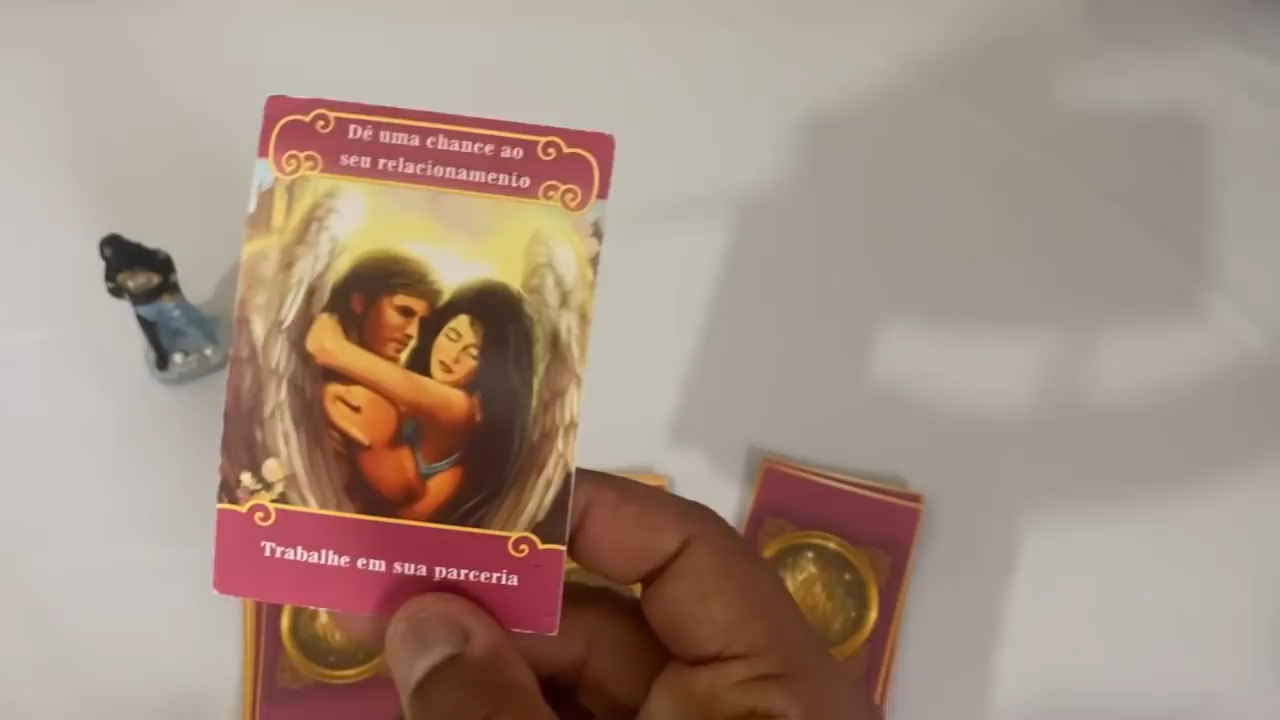 Dê uma chance ao
seu relacionamento
Trabalhe em sua parceria